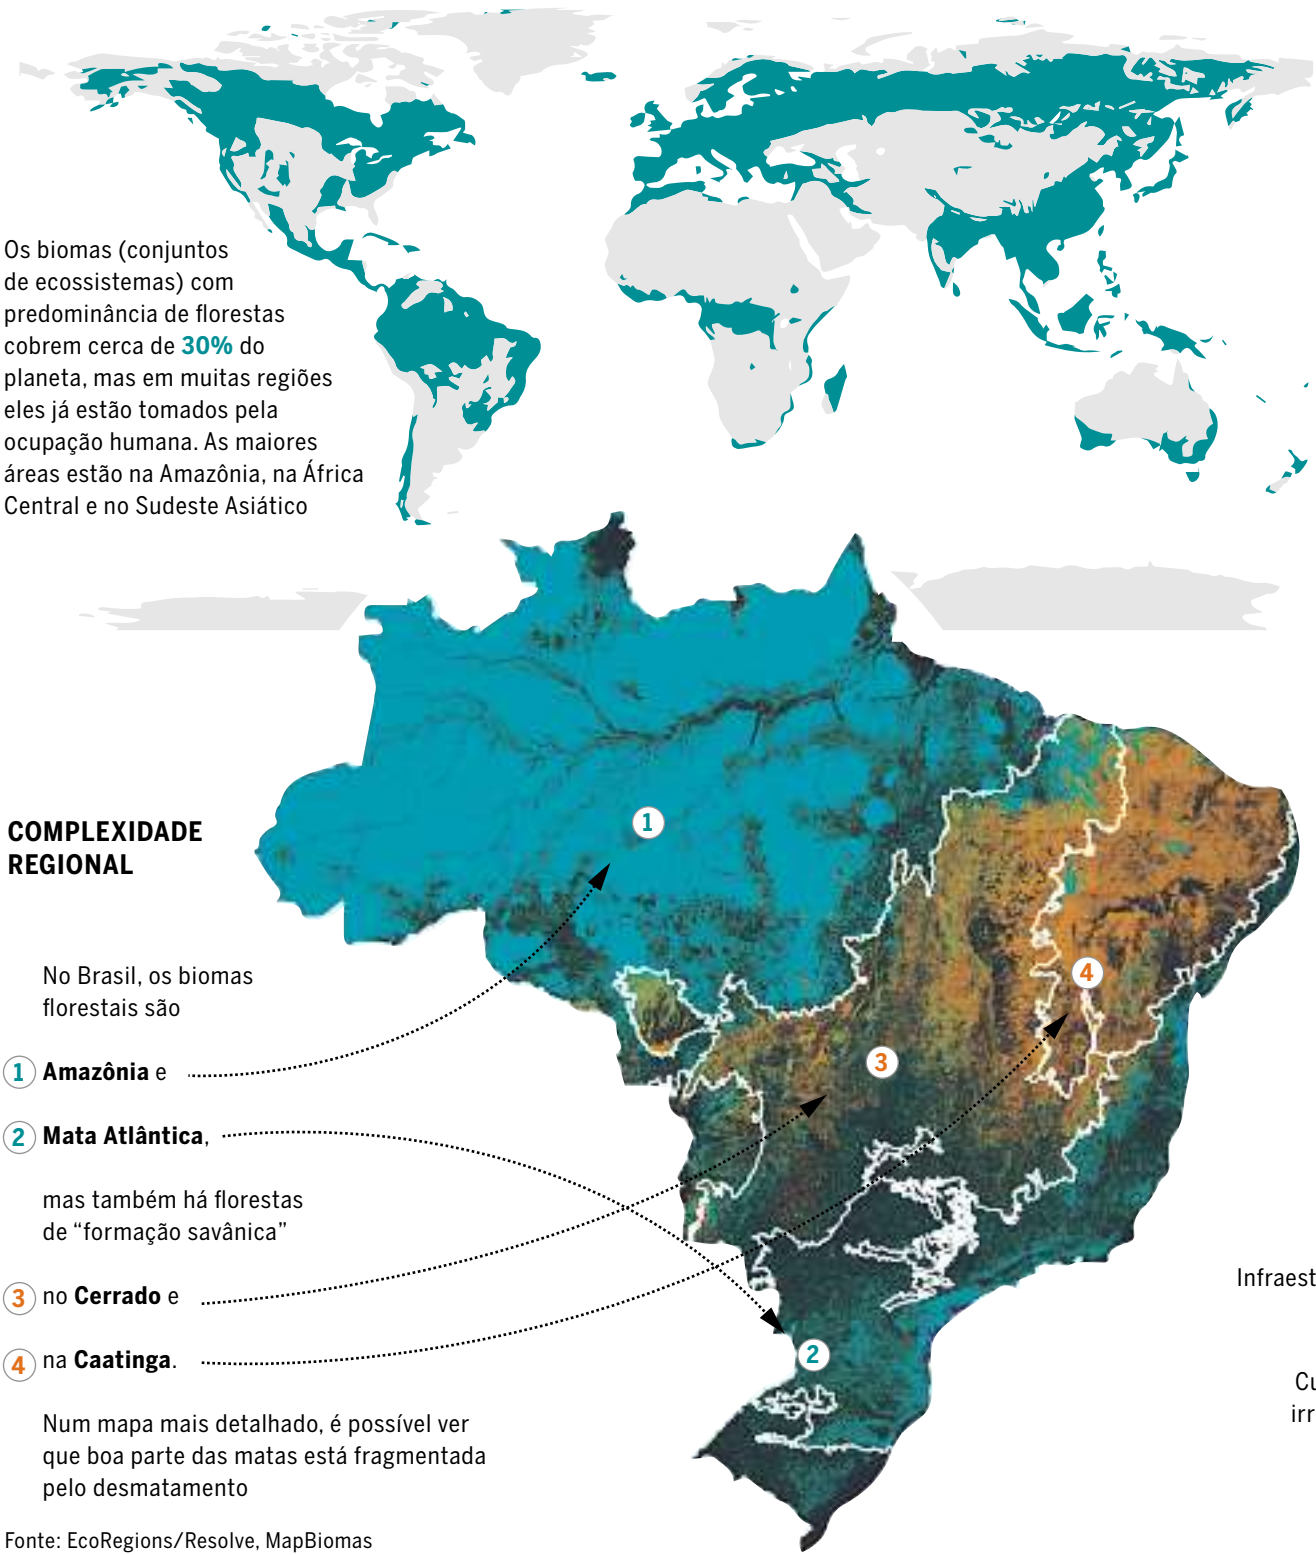 Os biomas (conjuntos
de ecossistemas) com
predominância de florestas
cobrem cerca de 30% do
planeta, mas em muitas regiões
eles já estão tomados pela
ocupação humana. As maiores
áreas estão na Amazônia, na África
Central e no Sudeste Asiático
COMPLEXIDADE
REGIONAL
No Brasil, os biomas
florestais são
1 Amazônia e
2 Mata Atlântica,
mas também há florestas
de “formação savânica”
3 no Cerrado e
4 na Caatinga.
Num mapa mais detalhado, é possível ver
que boa parte das matas está fragmentada
pelo desmatamento
Fonte: EcoRegions/Resolve, MapBiomas
1
4
3
2
Infraest
Cu
irr